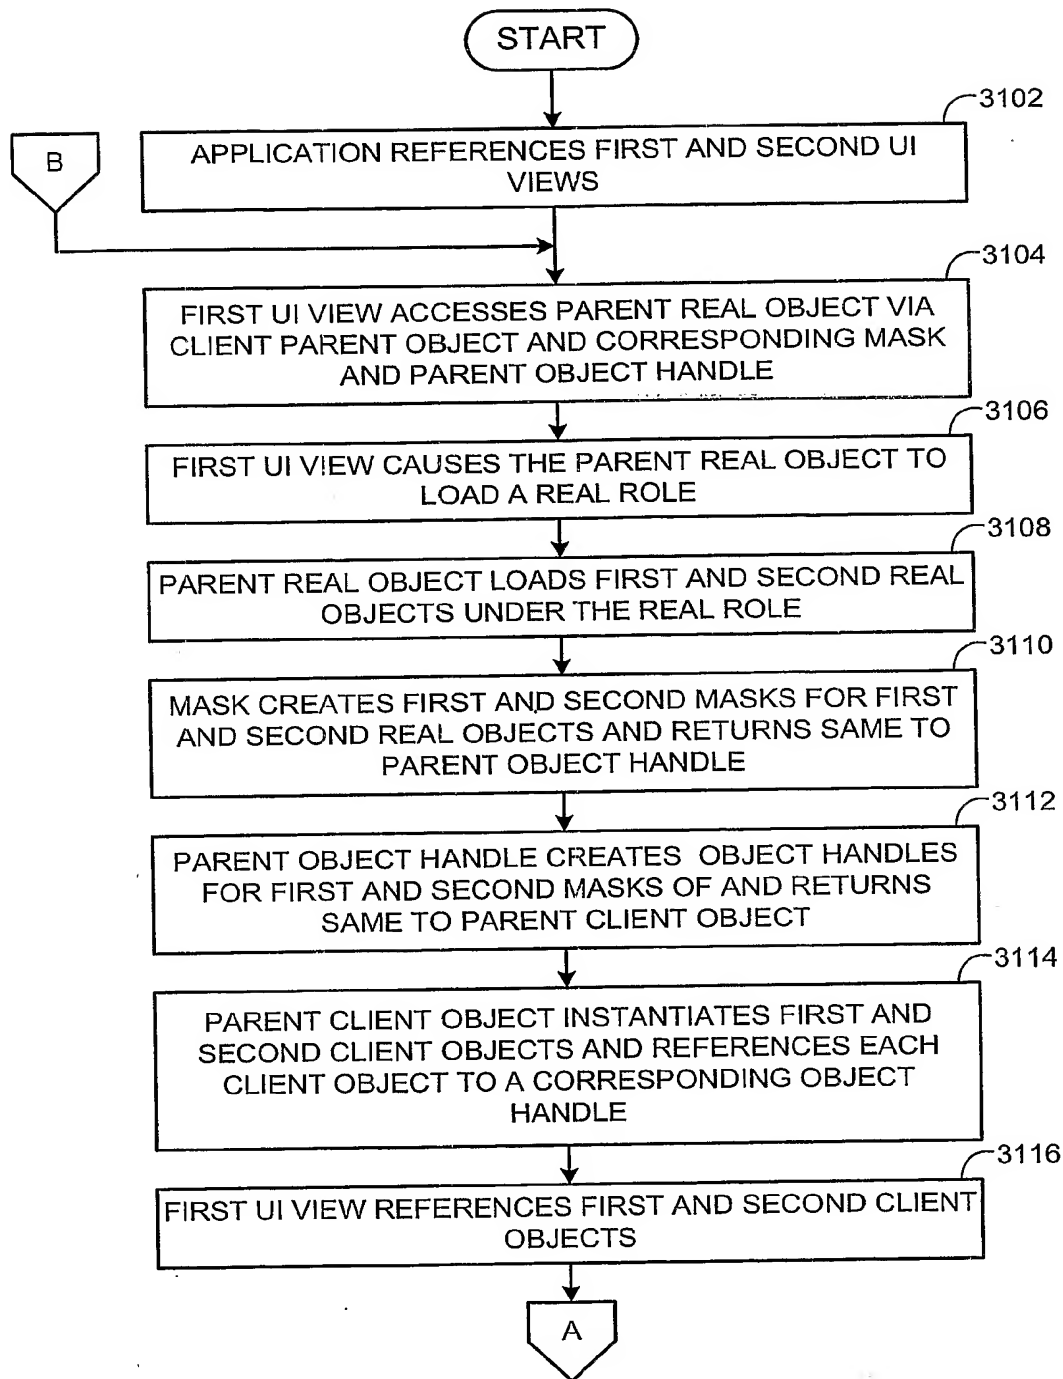 START
3102
APPLICATION REFERENCES FIRST AND SECOND UI
VIEWS
B
3104
FIRST UI VIEW ACCESSES PARENT REAL OBJECT VIA
CLIENT PARENT OBJECT AND CORRESPONDING MASK
AND PARENT OBJECT HANDLE
3106
FIRST UI VIEW CAUSES THE PARENT REAL OBJECT TO
LOAD A REAL ROLE
3108
PARENT REAL OBJECT LOADS FIRST AND SECOND REAL
OBJECTS UNDER THE REAL ROLE
3110
MASK CREATES FIRST AND SECOND MASKS FOR FIRST
AND SECOND REAL OBJECTS AND RETURNS SAME TO
PARENT OBJECT HANDLE
3112
PARENT OBJECT HANDLE CREATES OBJECT HANDLES
FOR FIRST AND SECOND MASKS OF AND RETURNS
SAME TO PARENT CLIENT OBJECT
3114
PARENT CLIENT OBJECT INSTANTIATES FIRST AND
SECOND CLIENT OBJECTS AND REFERENCES EACH
CLIENT OBJECT TO A CORRESPONDING OBJECT
HANDLE
3116
FIRST UI VIEW REFERENCES FIRST AND SECOND CLIENT
OBJECTS
A